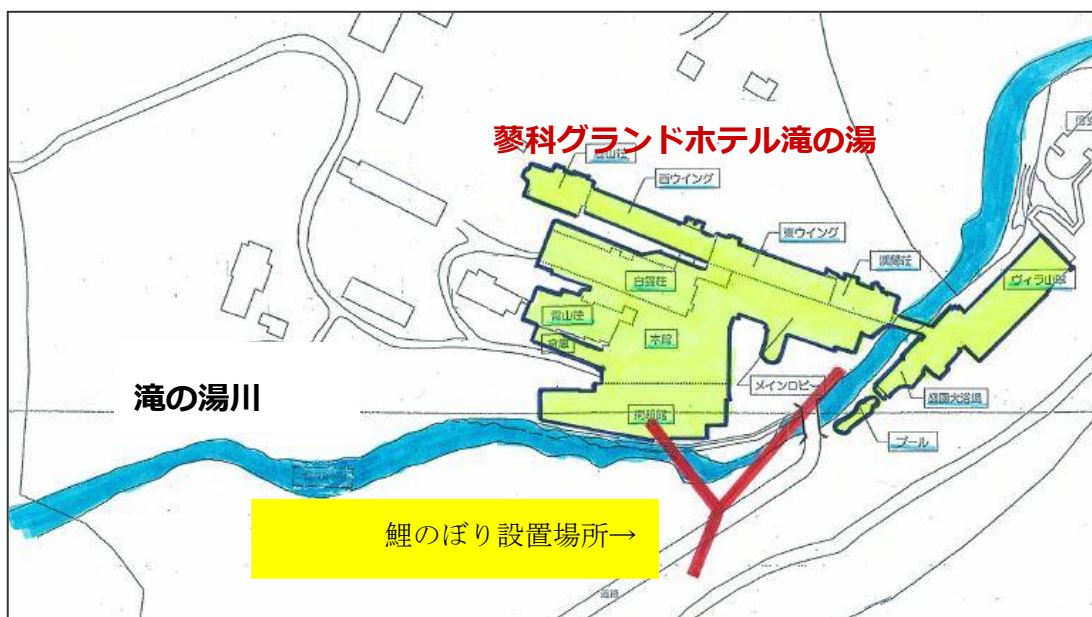 蓼科グランドホテル滝の湯
西ウイング
東ウイング
渓陽荘
白雲荘
ヴィラ山翠
青山荘
倉庫
本館
メインロビー
滝の湯川
庭園大浴場
プール
鯉のぼり設置場所→